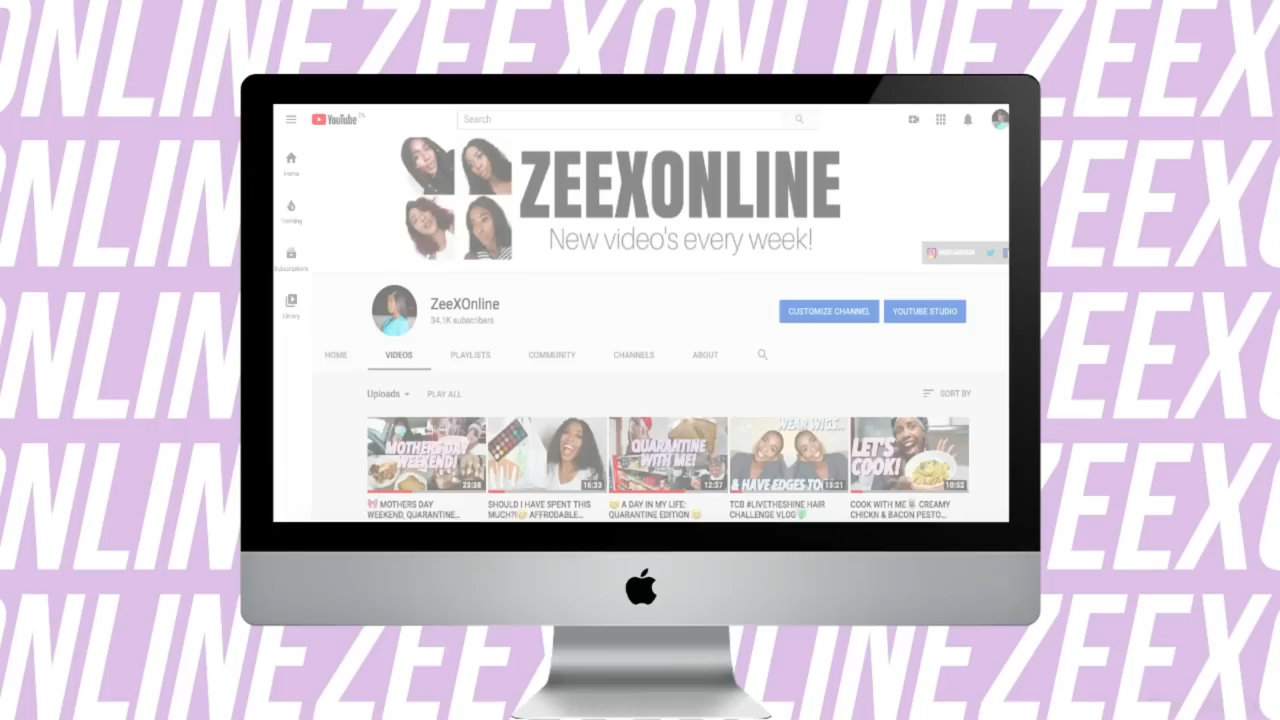 ONLINEZEEXONLINEZEEX
YouTube ZA
Search
Home
Trending
Subscriptions
Library
ZEEXONLINE
New video's every week!
ZeeXOnline
34.1K subscribers
CUSTOMIZE CHANNEL
YOUTUBE STUDIO
HOME
VIDEOS
PLAYLISTS
COMMUNITY
CHANNELS
ABOUT
Uploads
PLAY ALL
SORT BY
MOTHERS DAY
WEEKEND!
23:38
16:33
QUARANTINE
WITH ME!
12:37
WEAR WIGS..
& HAVE EDGES TO
15:21
LET'S
COOK!
10:52
MOTHERS DAY
WEEKEND, QUARANTINE...
SHOULD I HAVE SPENT THIS
MUCH?! AFFRODABLE...
A DAY IN MY LIFE:
QUARANTINE EDITION
TCB #LIVETHESHINE HAIR
CHALLENGE VLOG
COOK WITH ME CREAMY
CHICKN & BACON PESTO...
ONLINEZEEXONLINEZEEX